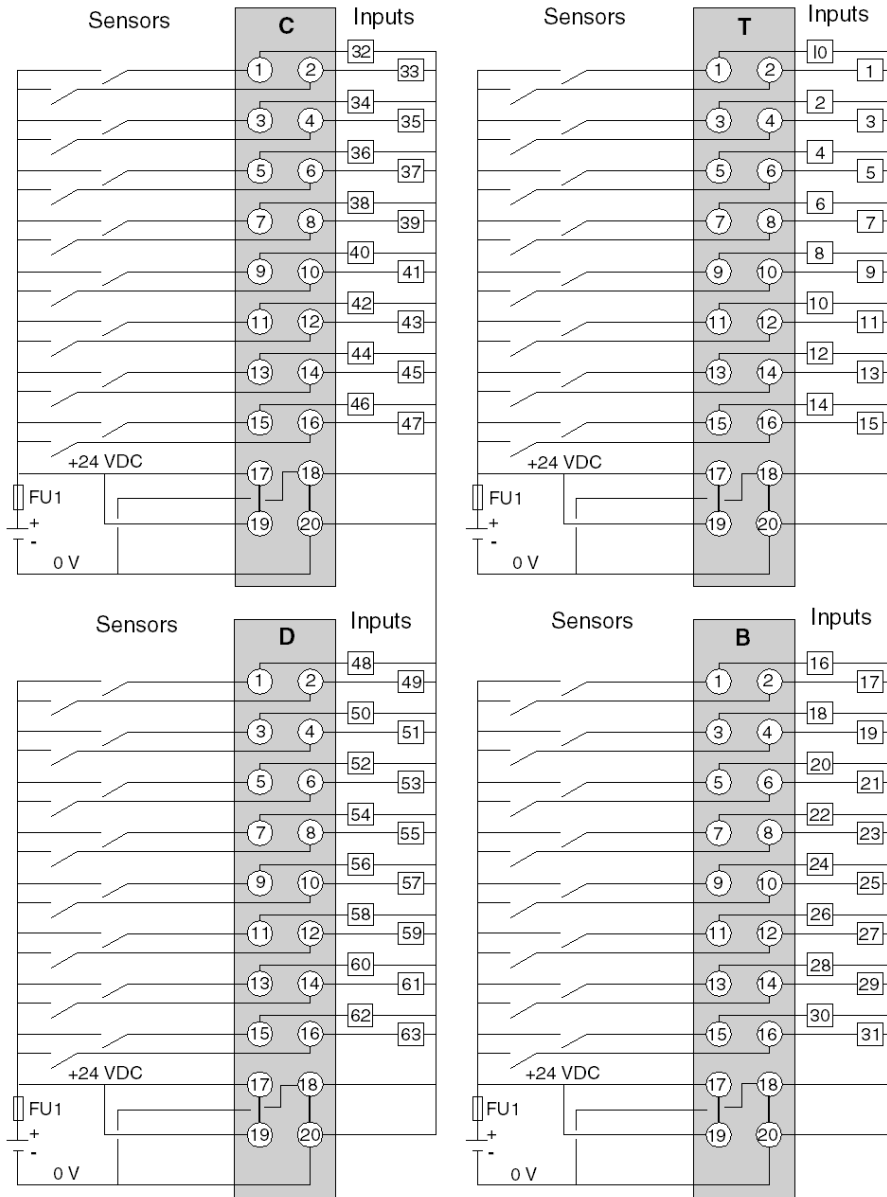 Sensors C Inputs
32
1 2 33
34
3 4 35
36
5 6 37
38
7 8 39
40
9 10 41
42
11 12 43
44
13 14 45
46
15 16 47
+24 VDC 17 18
FU1
+ 19 20
-
0 V
Sensors T Inputs
I0
1 2 1
2
3 4 3
4
5 6 5
6
7 8 7
8
9 10 9
10
11 12 11
12
13 14 13
14
15 16 15
+24 VDC 17 18
FU1
+ 19 20
-
0 V
Sensors D Inputs
48
1 2 49
50
3 4 51
52
5 6 53
54
7 8 55
56
9 10 57
58
11 12 59
60
13 14 61
62
15 16 63
+24 VDC 17 18
FU1
+ 19 20
-
0 V
Sensors B Inputs
16
1 2 17
18
3 4 19
20
5 6 21
22
7 8 23
24
9 10 25
26
11 12 27
28
13 14 29
30
15 16 31
+24 VDC 17 18
FU1
+ 19 20
-
0 V